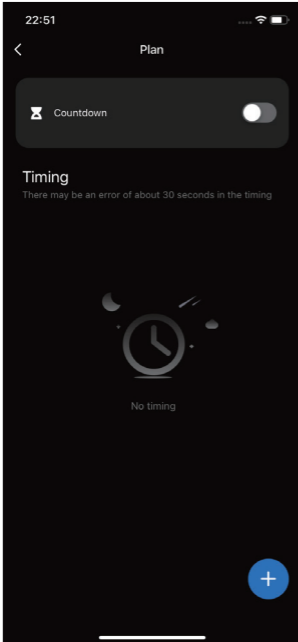 22:51
Plan
Countdown
Timing
There may be an error of about 30 seconds in the timing
No timing